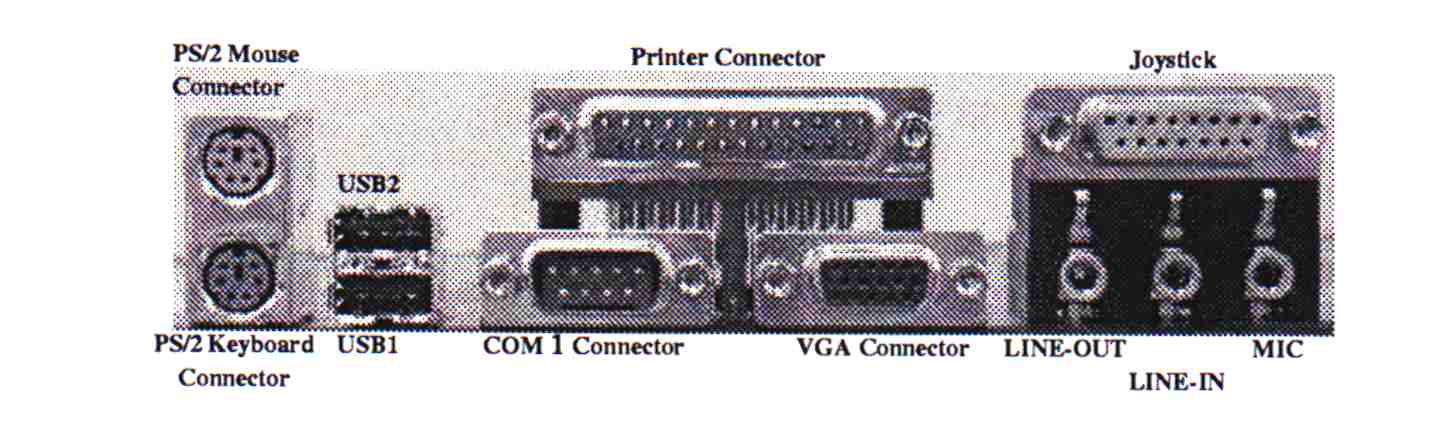 PS/2 Mouse
Connector
Printer Connector
Joystick
USB2
PS/2 Keyboard
Connector
USB1
COM 1 Connector
VGA Connector
LINE-OUT
LINE-IN
MIC